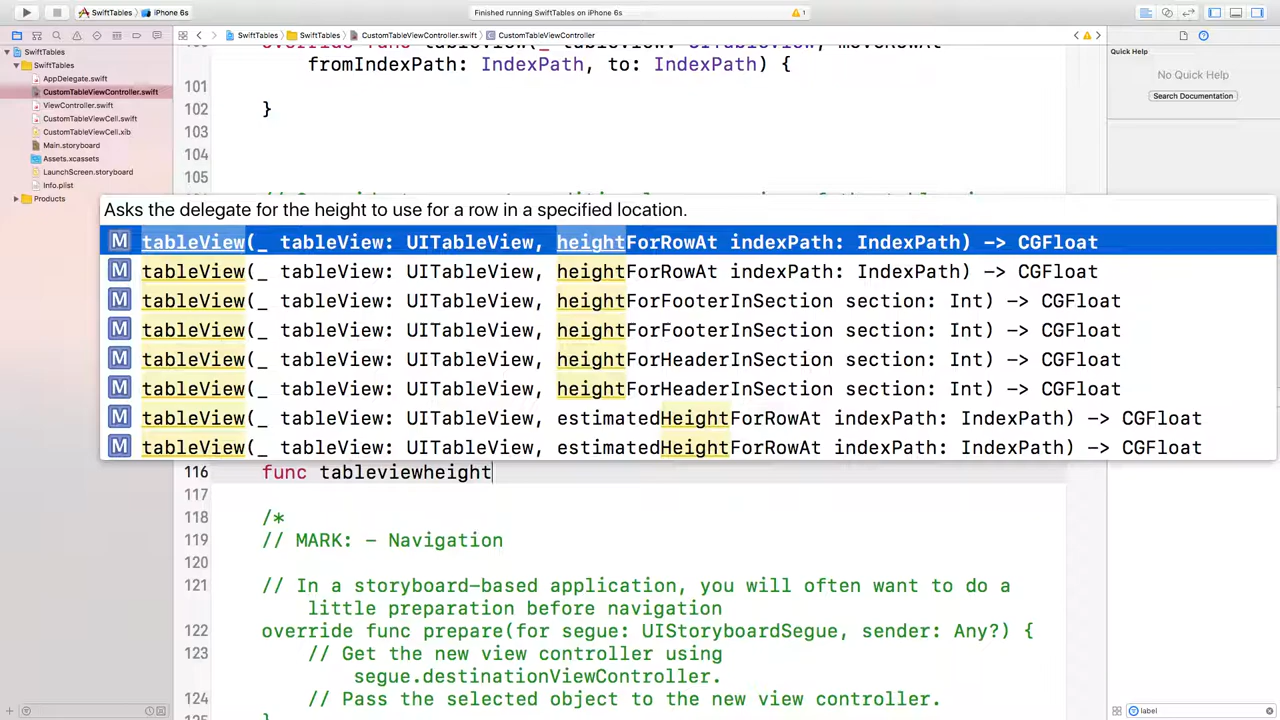 SwiftTables
iPhone 6s
Finished running SwiftTables on iPhone 6s
1
SwiftTables
SwiftTables
AppDelegate.swift
CustomTableViewController.swift
ViewController.swift
CustomTableViewCell.swift
CustomTableViewCell.xib
Main.storyboard
Assets.xcassets
LaunchScreen.storyboard
Info.plist
Products
SwiftTables
SwiftTables
CustomTableViewController.swift
CustomTableViewController
Quick Help
No Quick Help
Search Documentation
override func tableView(_ tableView: UITableView, moveRowAt
fromIndexPath: IndexPath, to: IndexPath) {
101
102 }
103
104
Asks the delegate for the height to use for a row in a specified location.
M tableView(_ tableView: UITableView, heightForRowAt indexPath: IndexPath) -> CGFloat
M tableView(_ tableView: UITableView, heightForRowAt indexPath: IndexPath) -> CGFloat
M tableView(_ tableView: UITableView, heightForFooterInSection section: Int) -> CGFloat
M tableView(_ tableView: UITableView, heightForFooterInSection section: Int) -> CGFloat
M tableView(_ tableView: UITableView, heightForHeaderInSection section: Int) -> CGFloat
M tableView(_ tableView: UITableView, heightForHeaderInSection section: Int) -> CGFloat
M tableView(_ tableView: UITableView, estimatedHeightForRowAt indexPath: IndexPath) -> CGFloat
M tableView(_ tableView: UITableView, estimatedHeightForRowAt indexPath: IndexPath) -> CGFloat
116 func tableviewheight
117
118 /*
119 // MARK: - Navigation
120
121 // In a storyboard-based application, you will often want to do a
little preparation before navigation
122 override func prepare(for segue: UIStoryboardSegue, sender: Any?) {
123 // Get the new view controller using
segue.destinationViewController.
124 // Pass the selected object to the new view controller.
125 }
label